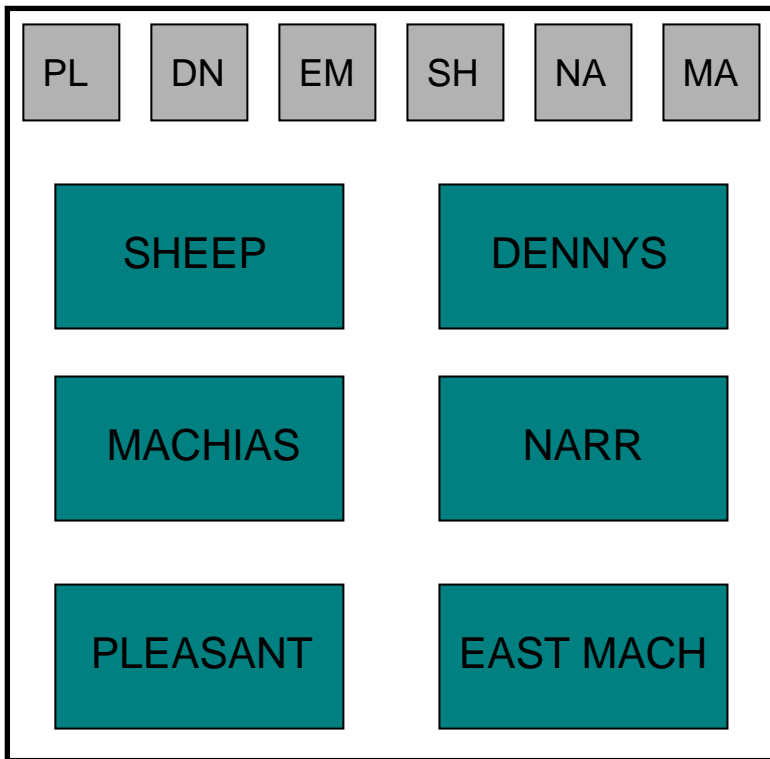 PL DN EM SH NA MA
SHEEP DENNYS
MACHIAS NARR
PLEASANT EAST MACH